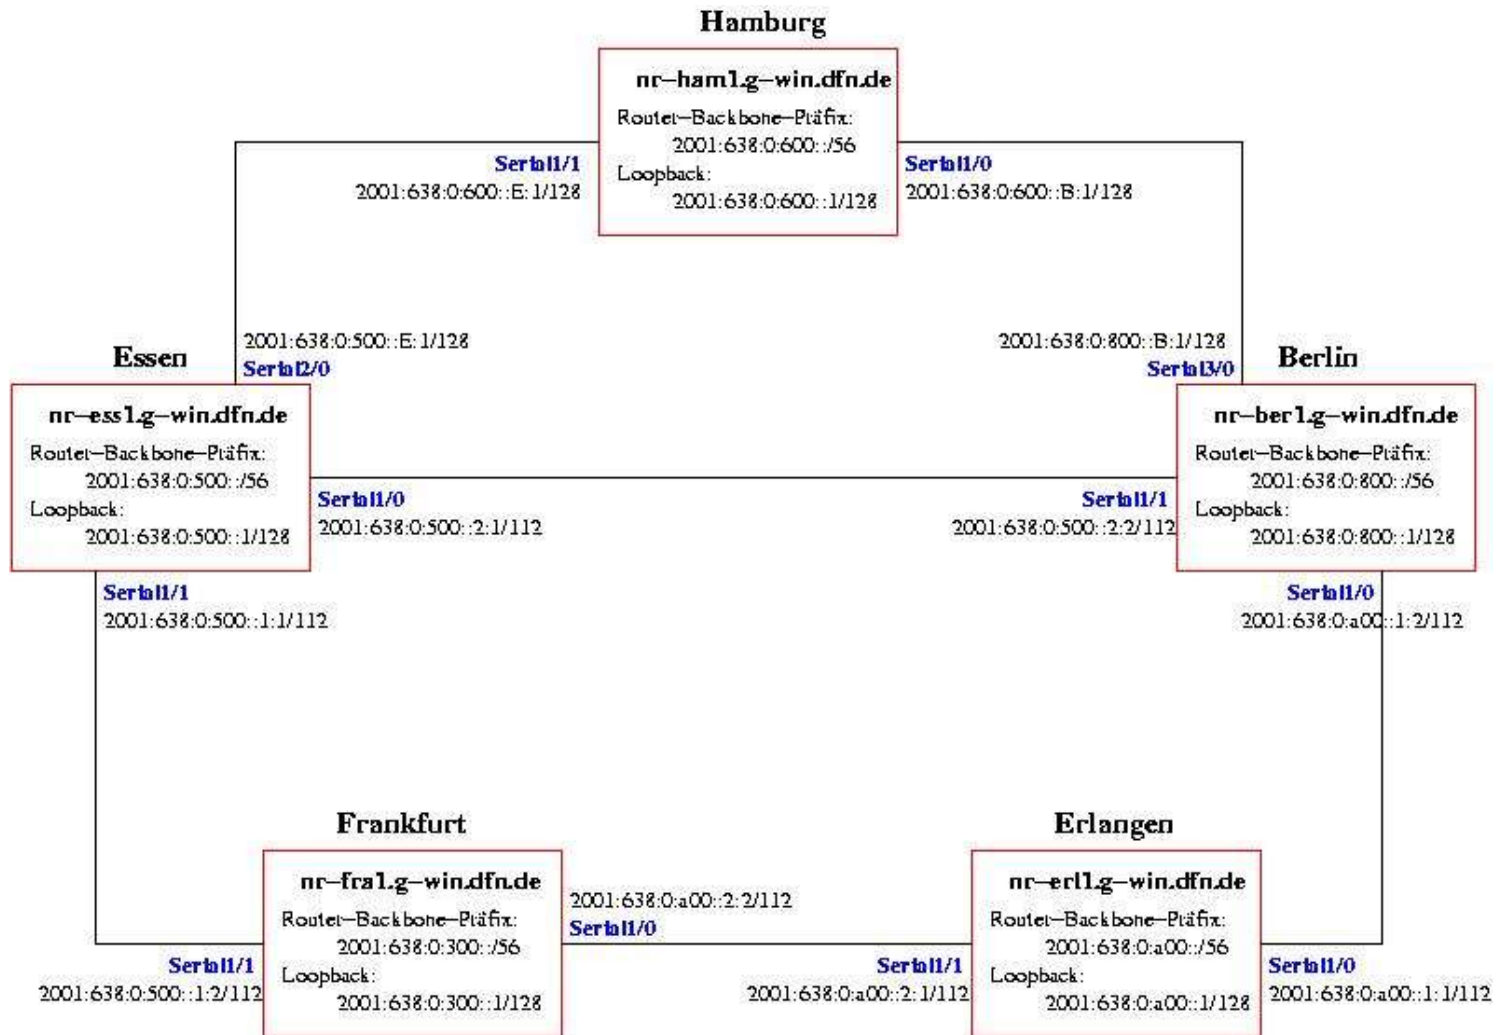 Hamburg
nr-ham1.g-win.dfn.de
Router-Backbone-Präfix:
2001:638:0:600::/56
Loopback:
2001:638:0:600::1/128
Serial1/1
2001:638:0:600::E:1/128
Serial1/0
2001:638:0:600::B:1/128
2001:638:0:500::E:1/128
Serial2/0
2001:638:0:800::B:1/128
Serial3/0
Essen
nr-ess1.g-win.dfn.de
Router-Backbone-Präfix:
2001:638:0:500::/56
Loopback:
2001:638:0:500::1/128
Serial1/0
2001:638:0:500::2:1/112
Serial1/1
2001:638:0:500::1:1/112
Berlin
nr-ber1.g-win.dfn.de
Router-Backbone-Präfix:
2001:638:0:800::/56
Loopback:
2001:638:0:800::1/128
Serial1/1
2001:638:0:500::2:2/112
Serial1/0
2001:638:0:a00::1:2/112
Frankfurt
nr-fra1.g-win.dfn.de
Router-Backbone-Präfix:
2001:638:0:300::/56
Loopback:
2001:638:0:300::1/128
Serial1/1
2001:638:0:500::1:2/112
2001:638:0:a00::2:2/112
Serial1/0
Erlangen
nr-erl1.g-win.dfn.de
Router-Backbone-Präfix:
2001:638:0:a00::/56
Loopback:
2001:638:0:a00::1/128
Serial1/1
2001:638:0:a00::2:1/112
Serial1/0
2001:638:0:a00::1:1/112